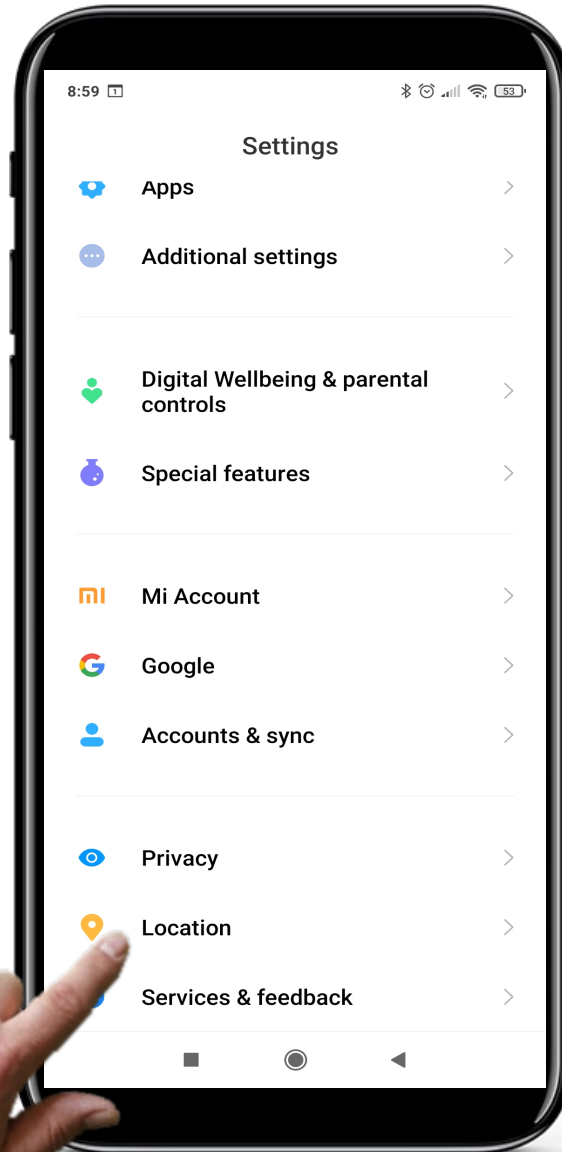 8:59 1 53
Settings
Apps
Additional settings
Digital Wellbeing & parental
controls
Special features
Mi Account
Google
Accounts & sync
Privacy
Location
Services & feedback